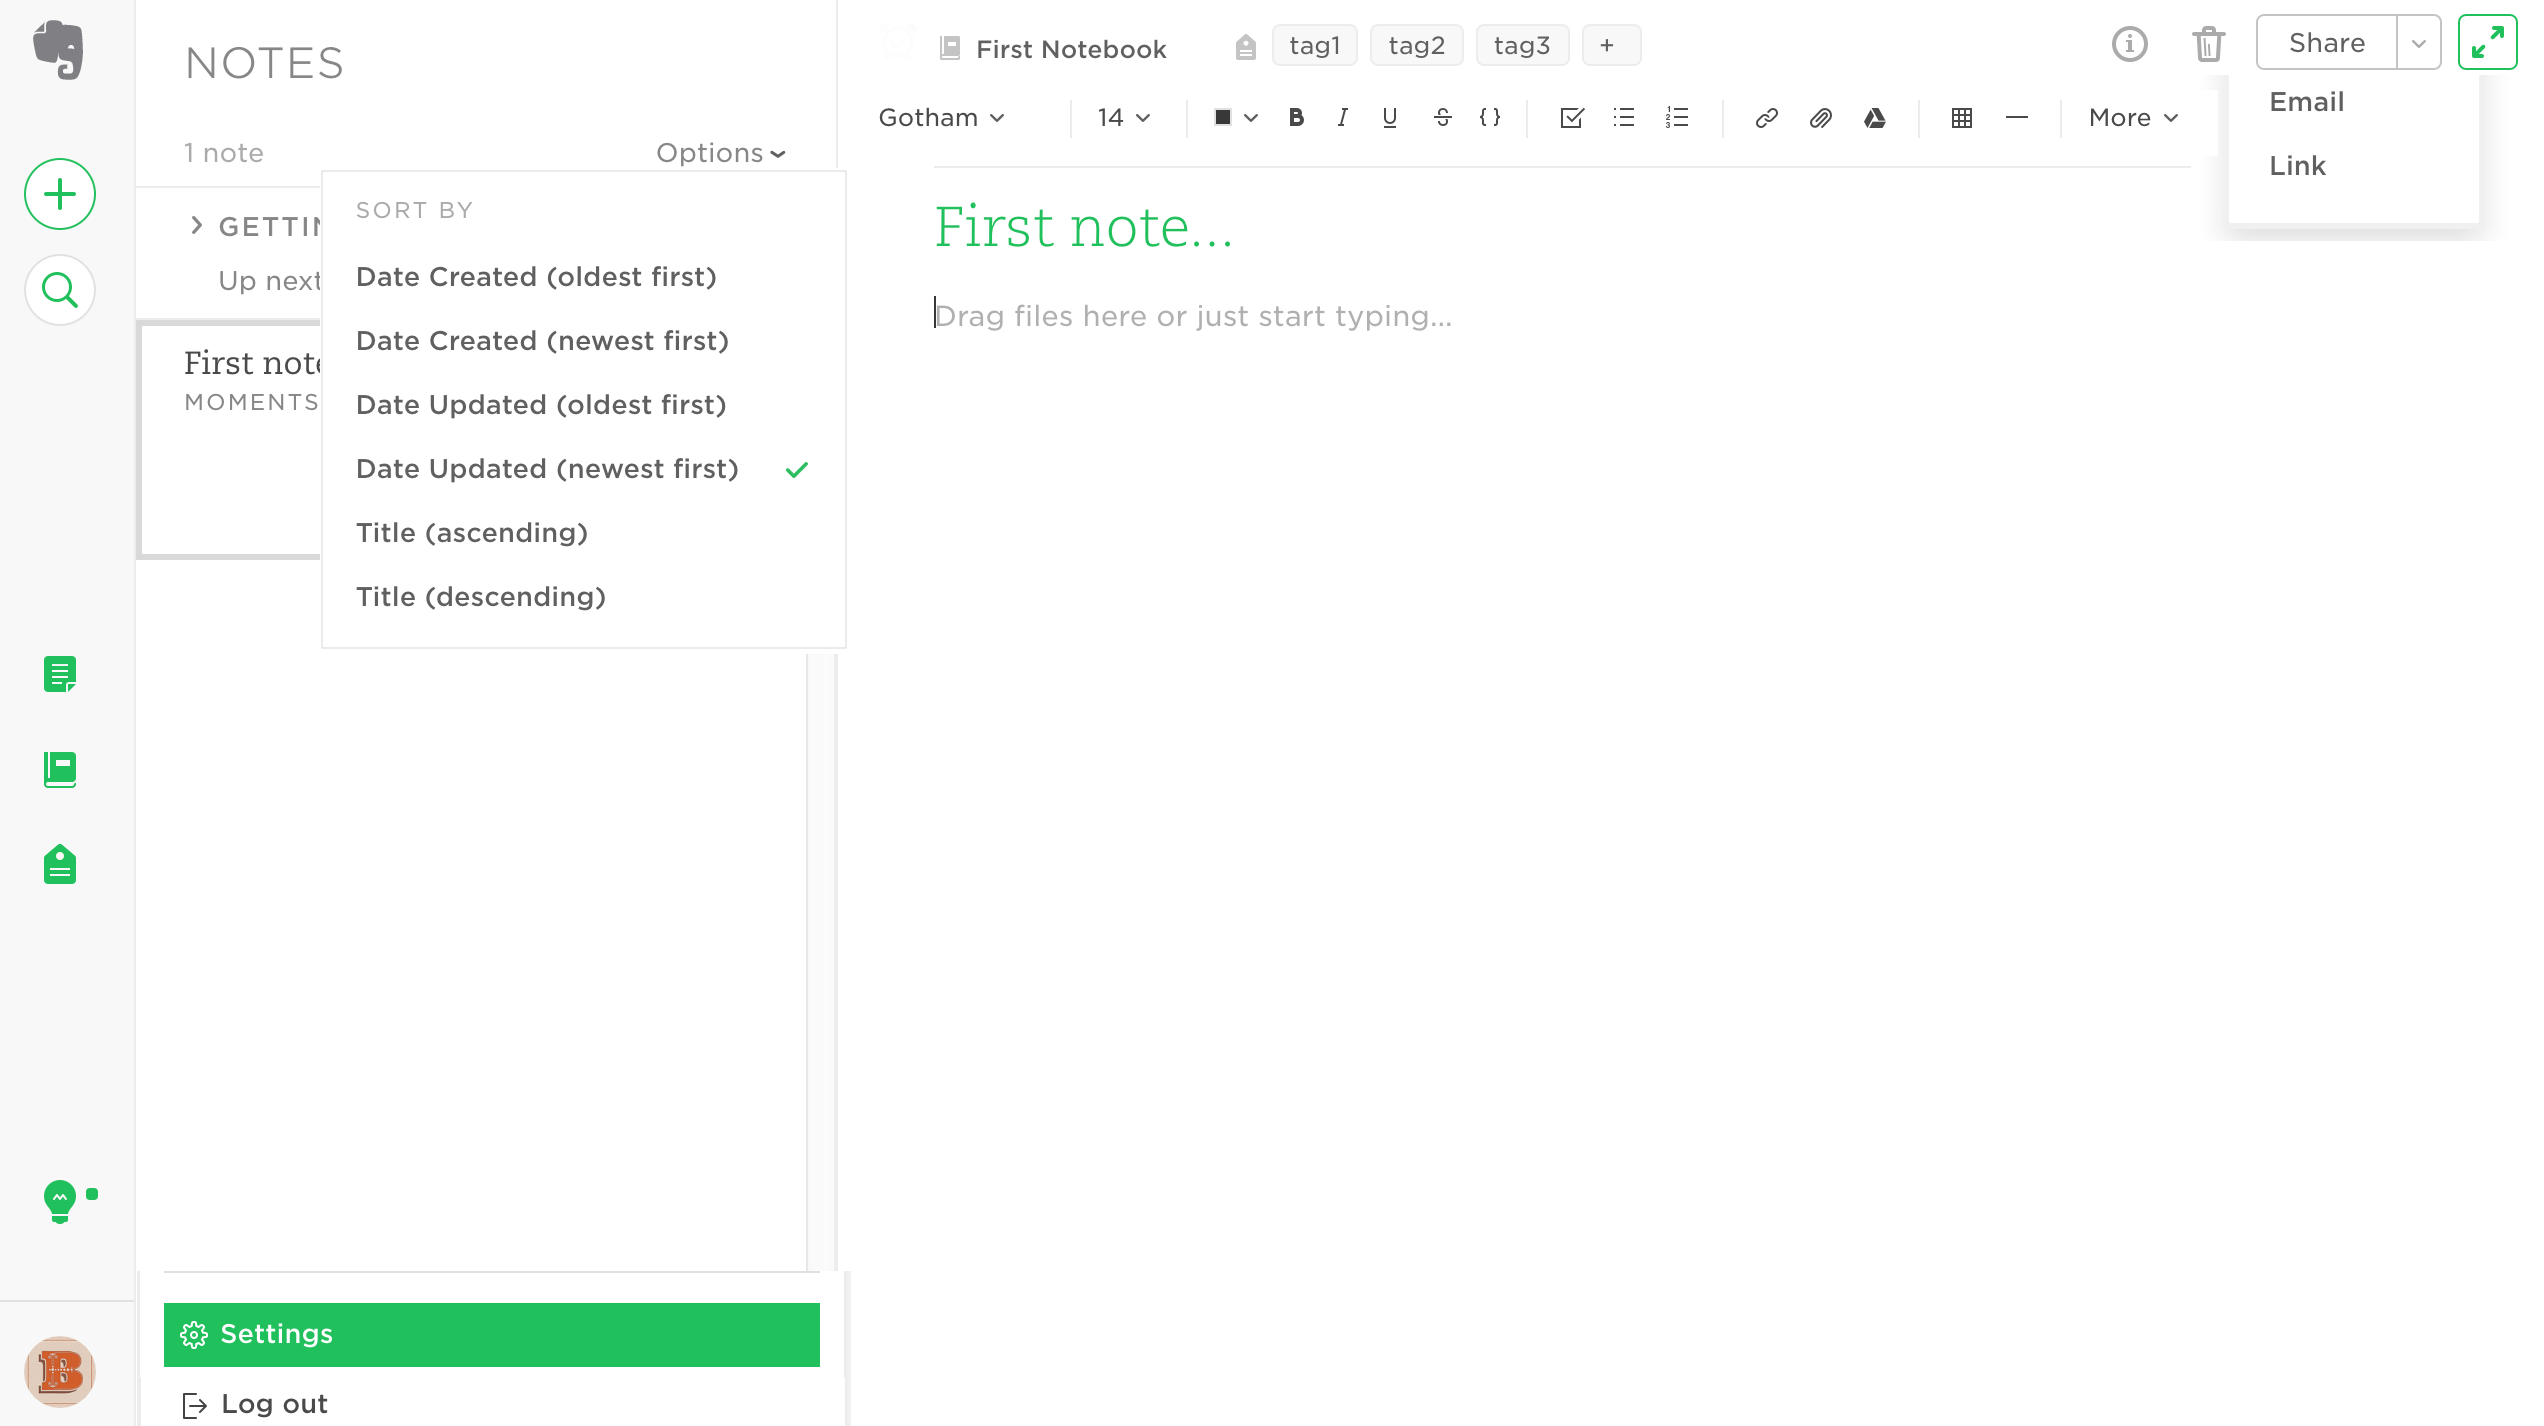 NOTES
1 note
Options
GETTIN
Up next
First note
MOMENTS
SORT BY
Date Created (oldest first)
Date Created (newest first)
Date Updated (oldest first)
Date Updated (newest first)
Title (ascending)
Title (descending)
Settings
Log out
B
First Notebook
tag1
tag2
tag3
+
Share
Email
Link
Gotham
14
B
I
U
S
{ }
More
First note...
Drag files here or just start typing...